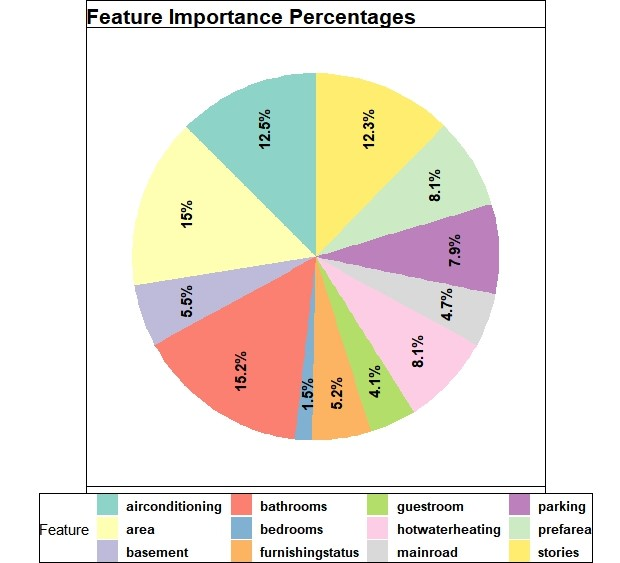 Feature Importance Percentages
12.5%
12.3%
8.1%
15%
7.9%
5.5%
4.7%
8.1%
15.2%
1.5%
5.2%
4.1%
Feature
airconditioning
bathrooms
guestroom
parking
area
bedrooms
hotwaterheating
prefarea
basement
furnishingstatus
mainroad
stories